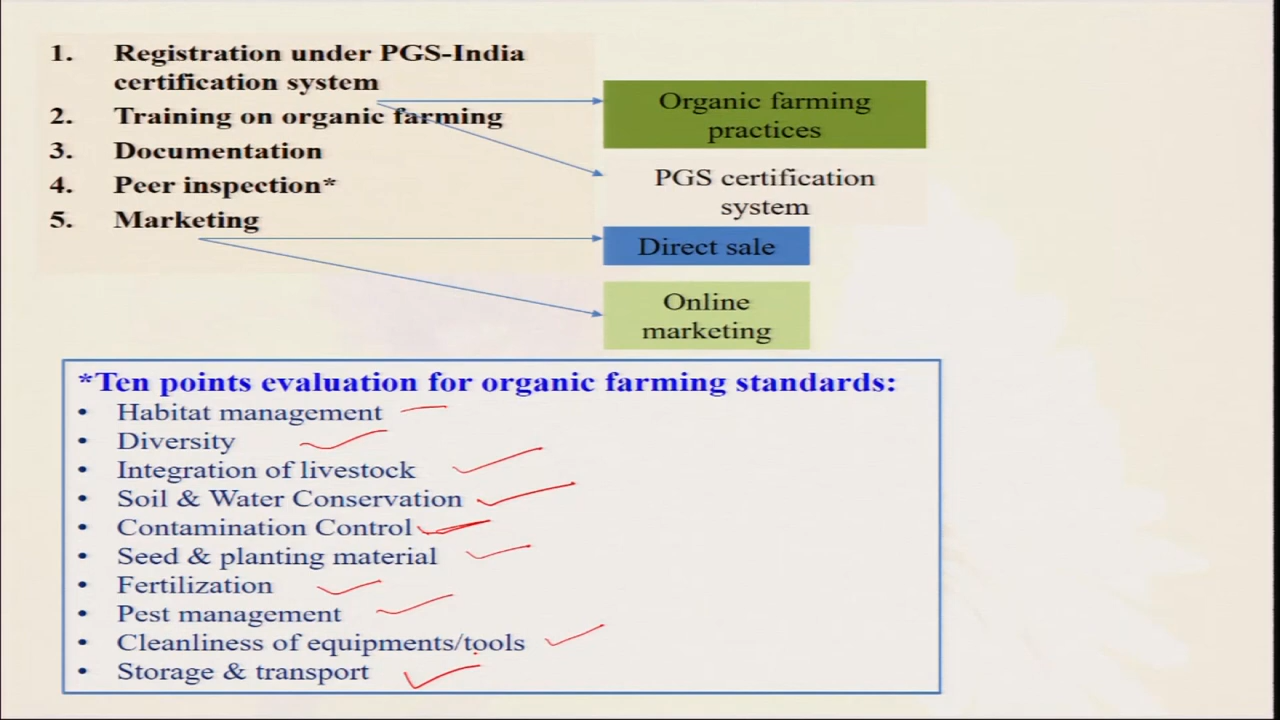 1. Registration under PGS-India
certification system
2. Training on organic farming
3. Documentation
4. Peer inspection*
5. Marketing
Organic farming
practices
PGS certification
system
Direct sale
Online
marketing
*Ten points evaluation for organic farming standards:
• Habitat management
• Diversity
• Integration of livestock
• Soil & Water Conservation
• Contamination Control
• Seed & planting material
• Fertilization
• Pest management
• Cleanliness of equipments/tools
• Storage & transport